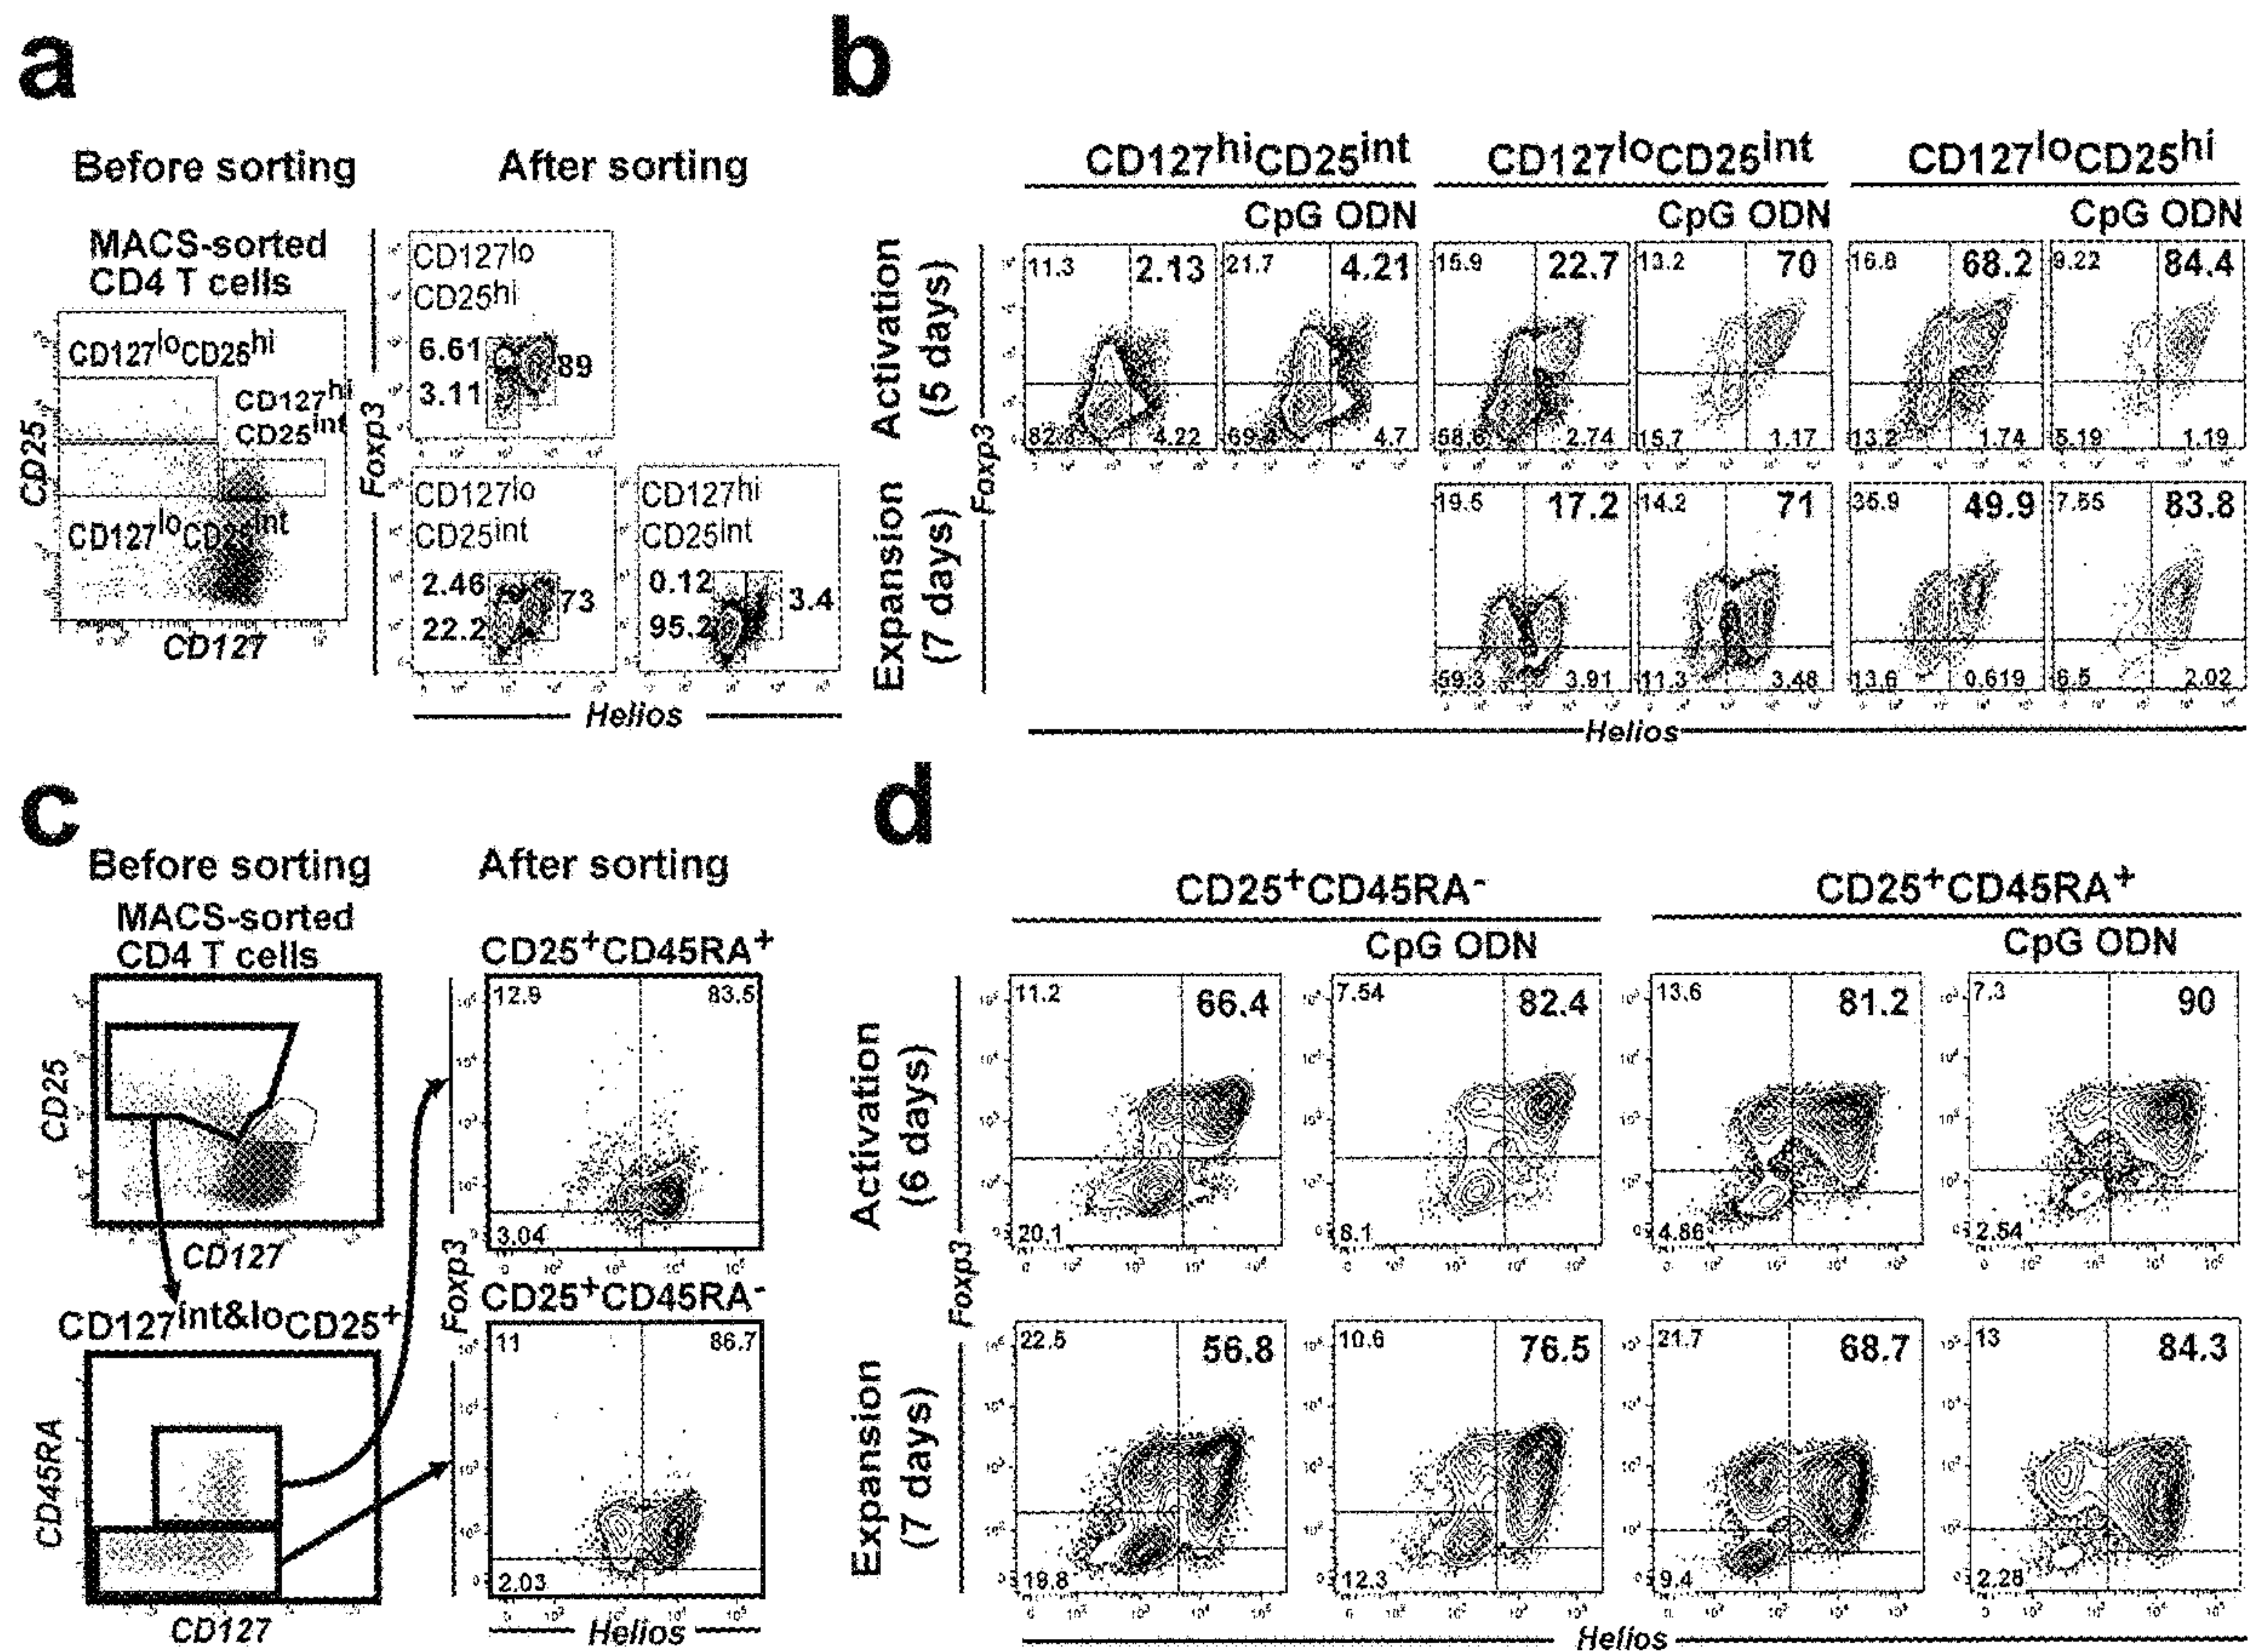 a
Before sorting
After sorting
MACS-sorted
CD4 T cells
CD127loCD25hi
CD127hi
CD25int
CD127loCD25int
CD25
CD127
Foxp3
CD127lo
CD25hi
6.61
3.11
89
CD127lo
CD25int
2.46
22.2
73
CD127hi
CD25int
0.12
95.2
3.4
Helios
b
CD127hiCD25int
CD127loCD25int
CD127loCD25hi
CpG ODN
CpG ODN
CpG ODN
Activation
(5 days)
11.3 2.13
4.22
21.7 4.21
4.7
15.9 22.7
58.6 2.74
13.2 70
15.7 1.17
16.8 68.2
13.2 1.74
9.22 84.4
5.19 1.19
Foxp3
Expansion
(7 days)
19.5 17.2
59.3 3.91
14.2 71
11.3 3.48
35.9 49.9
13.6 0.619
7.55 83.8
6.5 2.02
Helios
c
Before sorting
After sorting
MACS-sorted
CD4 T cells
CD25
CD127
CD127int&loCD25+
CD45RA
CD127
CD25+CD45RA+
12.9 83.5
3.04
Foxp3
CD25+CD45RA-
11 86.7
2.03
Helios
d
CD25+CD45RA-
CD25+CD45RA+
CpG ODN
CpG ODN
Activation
(6 days)
11.2 66.4
20.1
7.54 82.4
8.1
13.6 81.2
4.86
7.3 90
2.54
Foxp3
Expansion
(7 days)
22.5 56.8
19.8
10.6 76.5
12.3
21.7 68.7
9.4
13 84.3
2.28
Helios